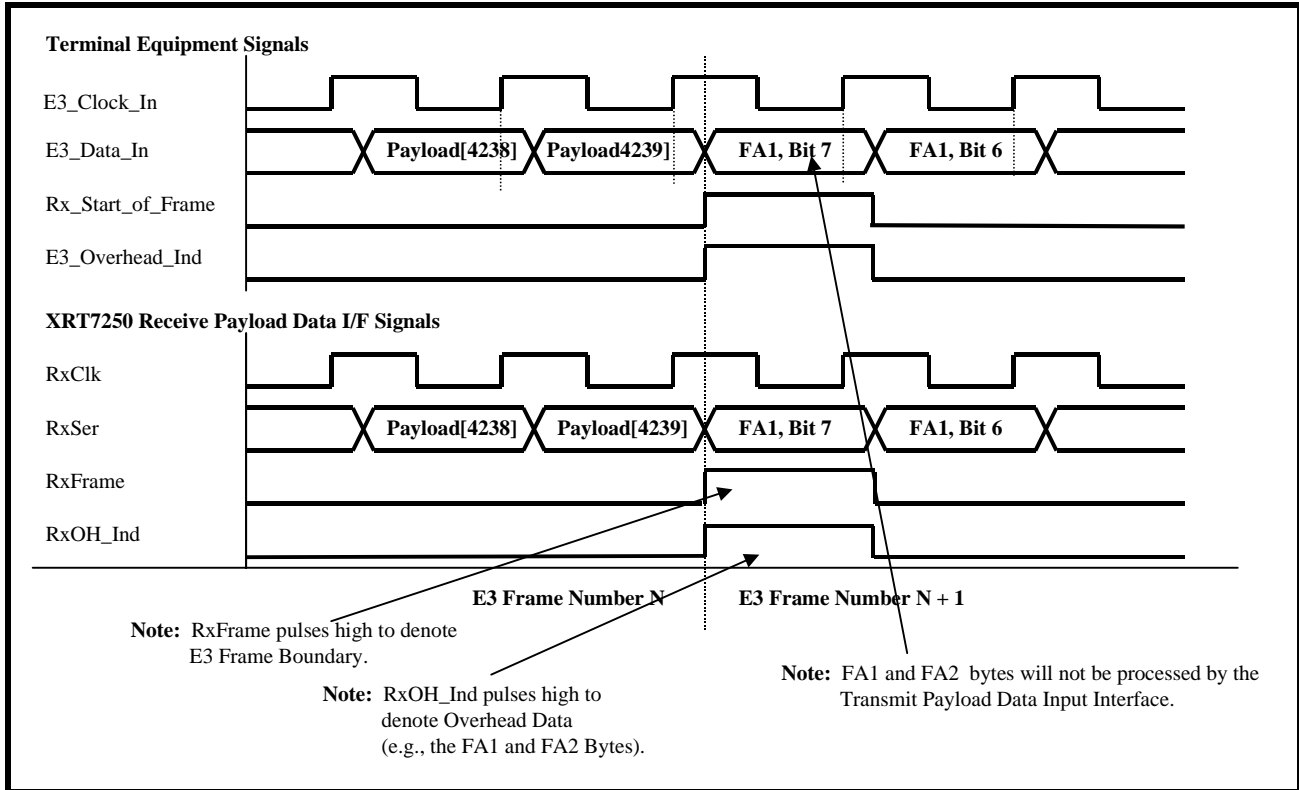 Terminal Equipment Signals
E3_Clock_In
E3_Data_In
Payload[4238] Payload4239] FA1, Bit 7 FA1, Bit 6
Rx_Start_of_Frame
E3_Overhead_Ind
XRT7250 Receive Payload Data I/F Signals
RxClk
RxSer
Payload[4238] Payload[4239] FA1, Bit 7 FA1, Bit 6
RxFrame
RxOH_Ind
E3 Frame Number N E3 Frame Number N + 1
Note: RxFrame pulses high to denote
E3 Frame Boundary.
Note: RxOH_Ind pulses high to
denote Overhead Data
(e.g., the FA1 and FA2 Bytes).
Note: FA1 and FA2 bytes will not be processed by the
Transmit Payload Data Input Interface.